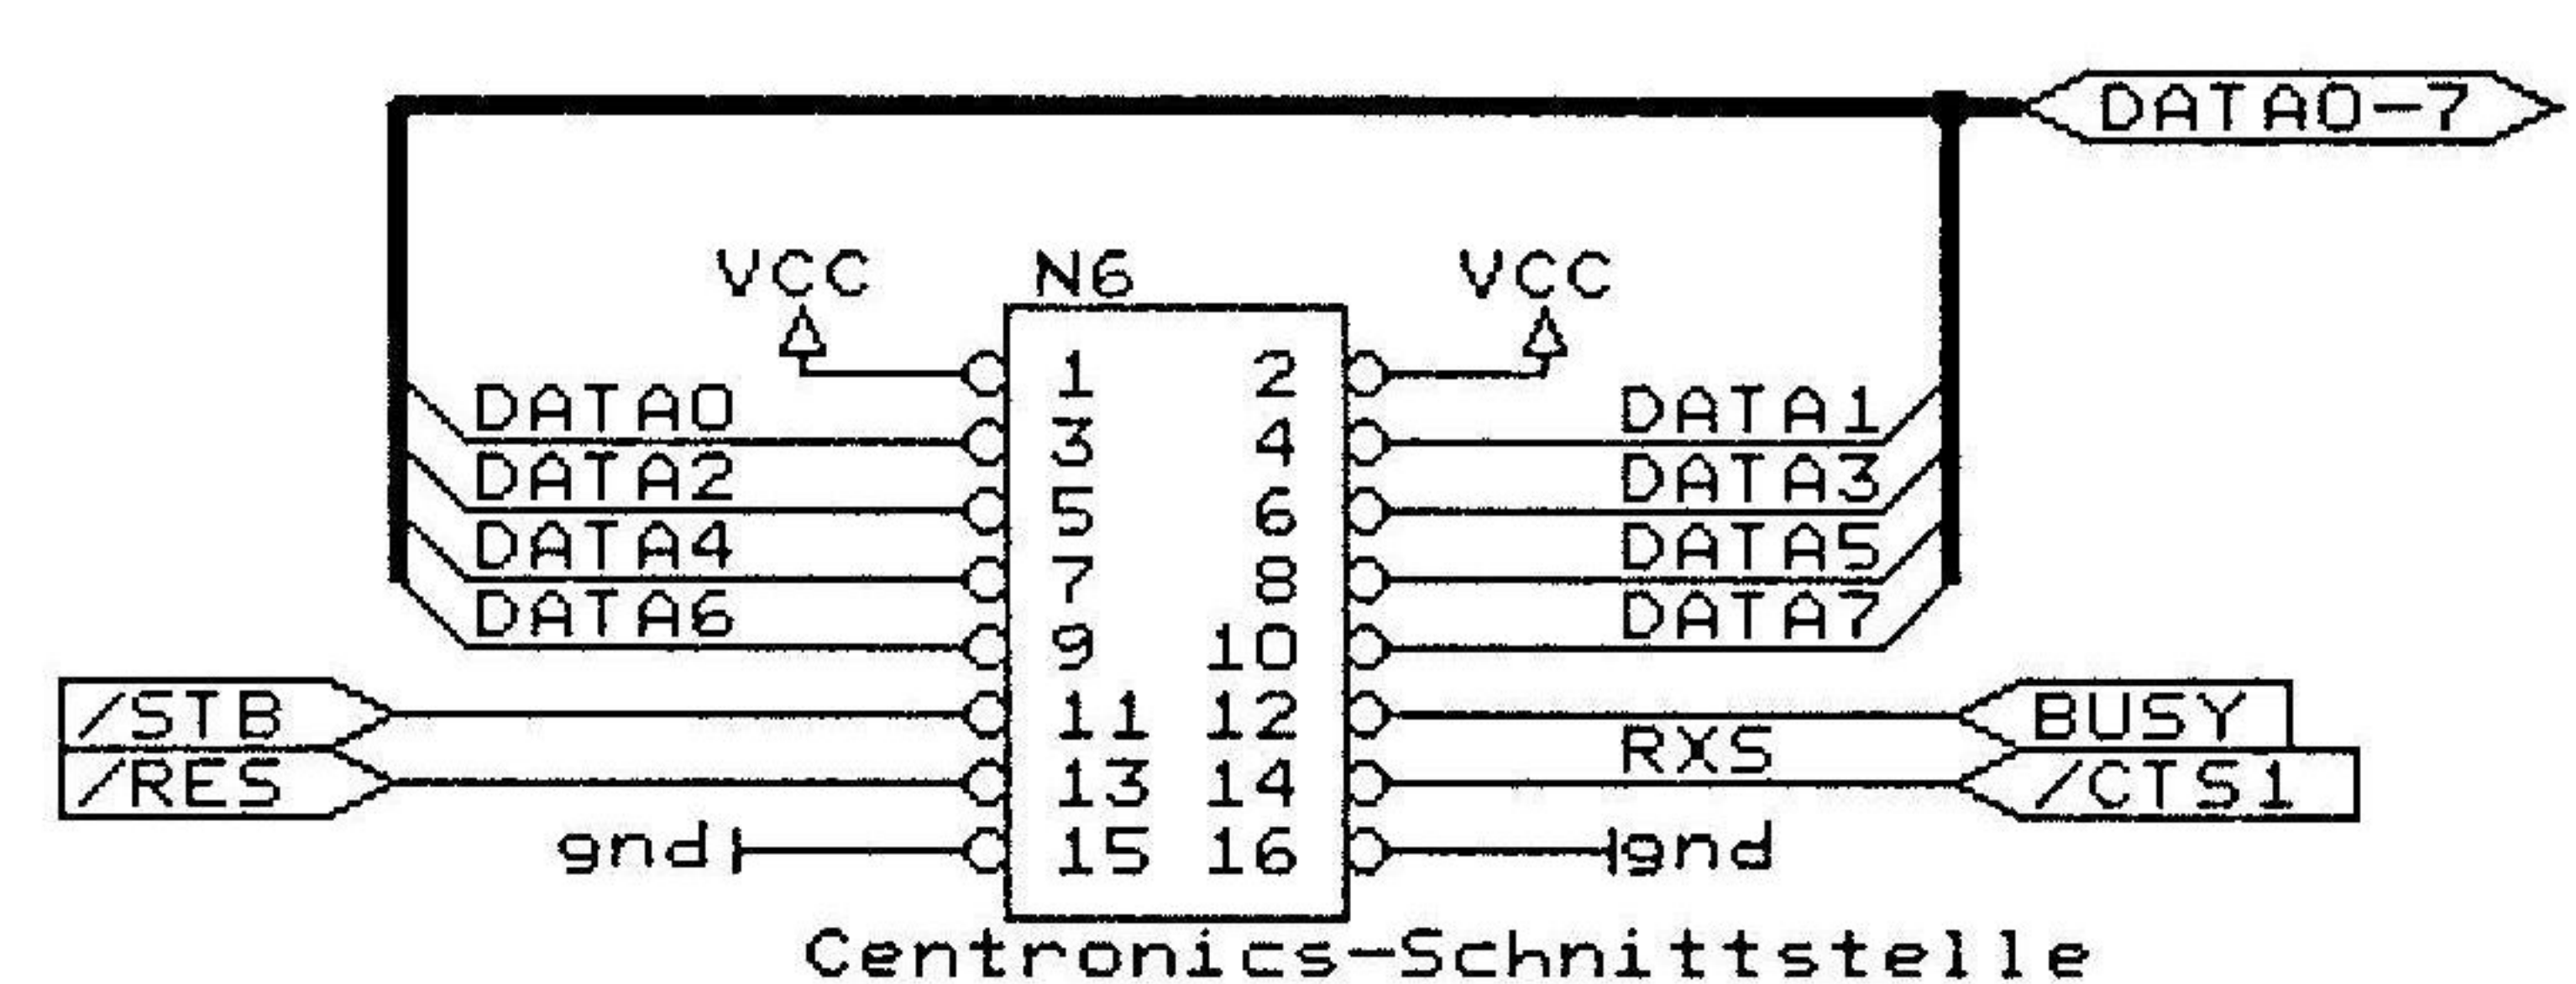 DATA0-7
VCC N6 VCC
1 2
DATA0 DATA1
3 4
DATA2 DATA3
5 6
DATA4 DATA5
7 8
DATA6 DATA7
9 10
/STB 11 12 BUSY
RXS
/RES 13 14 /CTS1
gnd 15 16 gnd
Centronics-Schnittstelle